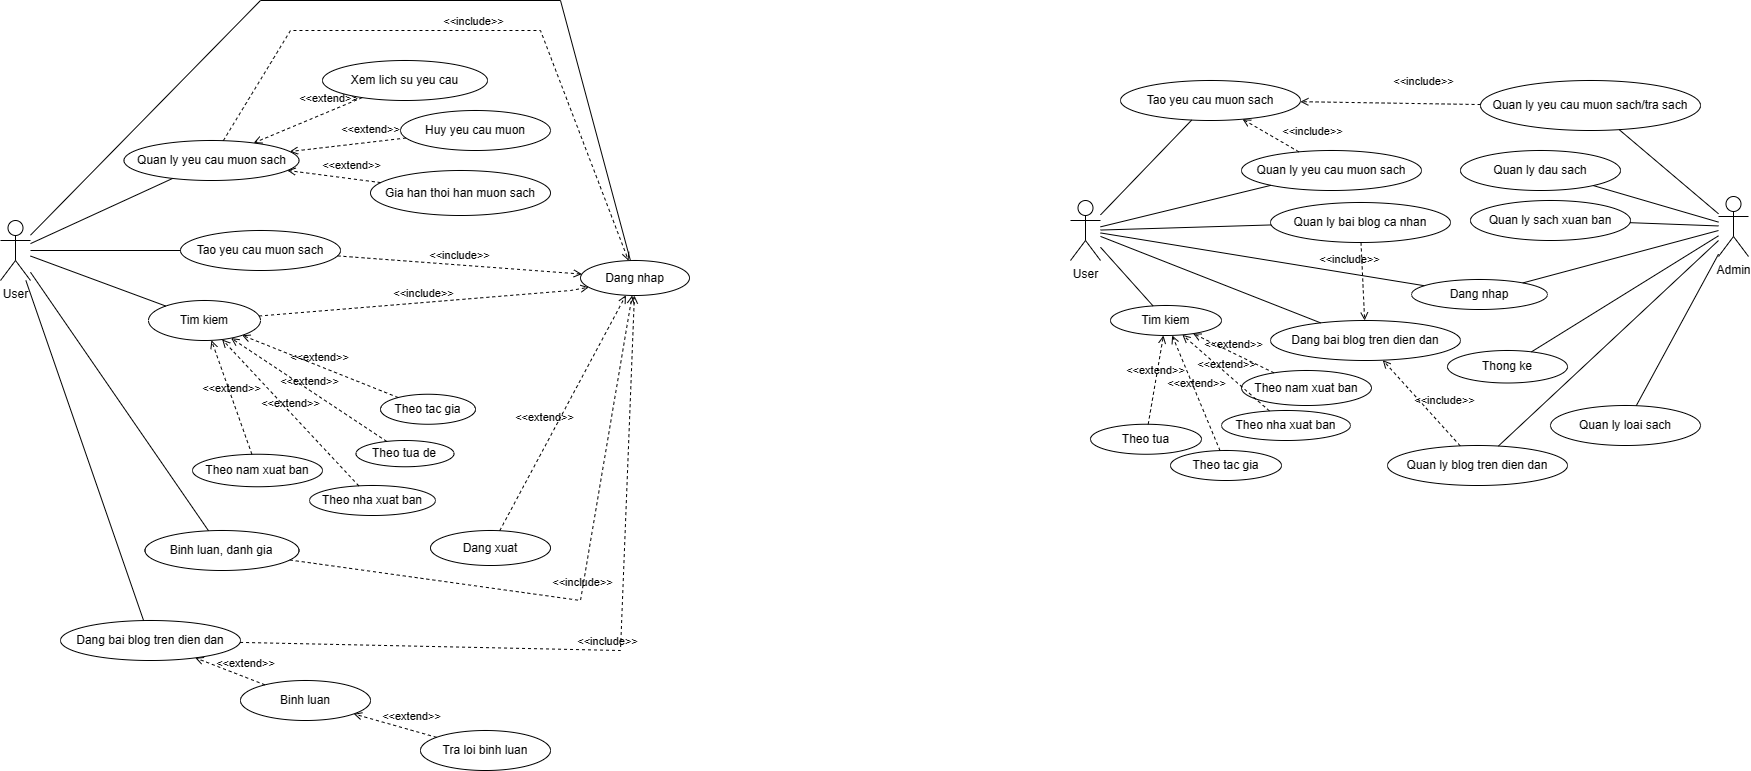 <<include>>
Xem lich su yeu cau
<<extend>>
Huy yeu cau muon
<<extend>>
Quan ly yeu cau muon sach
<<extend>>
Gia han thoi han muon sach
User
Tao yeu cau muon sach
<<include>>
Dang nhap
<<include>>
Tim kiem
<<extend>>
<<extend>>
<<extend>>
<<extend>>
Theo tac gia
<<extend>>
Theo tua de
Theo nam xuat ban
Theo nha xuat ban
Binh luan, danh gia
Dang xuat
<<include>>
Dang bai blog tren dien dan
<<include>>
<<extend>>
Binh luan
<<extend>>
Tra loi binh luan
<<include>>
Tao yeu cau muon sach
Quan ly yeu cau muon sach/tra sach
<<include>>
Quan ly yeu cau muon sach
Quan ly dau sach
Quan ly bai blog ca nhan
Quan ly sach xuan ban
User
<<include>>
Admin
Dang nhap
Tim kiem
Dang bai blog tren dien dan
<<extend>>
<<extend>>
<<extend>>
<<extend>>
Thong ke
Theo nam xuat ban
<<include>>
Theo nha xuat ban
Quan ly loai sach
Theo tua
Theo tac gia
Quan ly blog tren dien dan